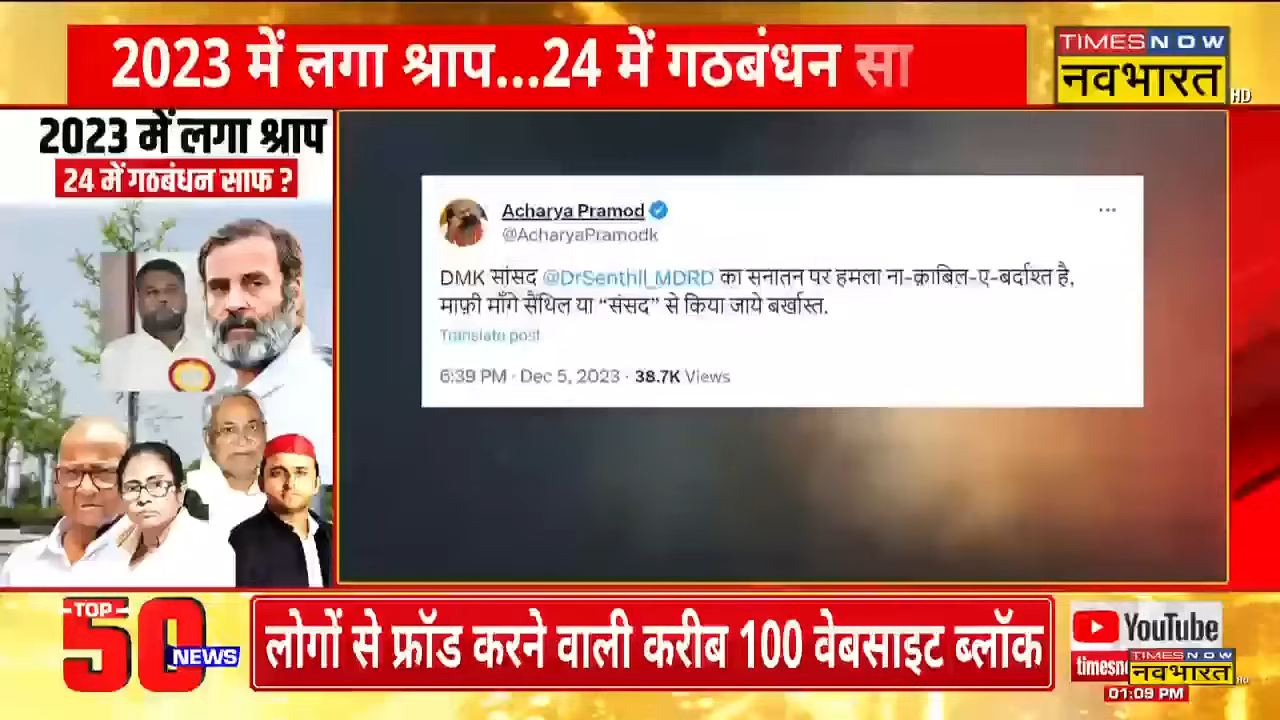 2023 में लगा श्राप...24 में गठबंधन सा
TIMES NOW
नवभारत
HD
2023 में लगा श्राप
24 में गठबंधन साफ ?
Acharya Pramod
@AcharyaPramodk
DMK सांसद @DrSenthil_MDRD का सनातन पर हमला ना-क़ाबिल-ए-बर्दाश्त है,
माफ़ी माँगे सैंथिल या “संसद” से किया जाये बर्खास्त.
Translate post
6:39 PM · Dec 5, 2023 · 38.7K Views
TOP
50
NEWS
लोगों से फ्रॉड करने वाली करीब 100 वेबसाइट ब्लॉक
YouTube
timesno
TIMES NOW
नवभारत
HD
01:09 PM